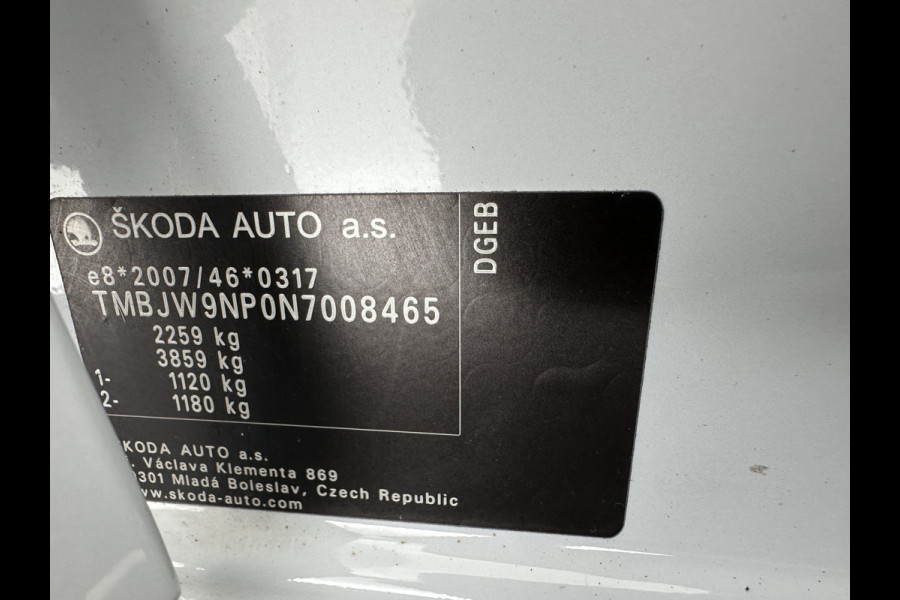 ŠKODA AUTO a.s.
DGEB
e8*2007/46*0317
TMBJW9NP0N7008465
2259 kg
3859 kg
1- 1120 kg
2- 1180 kg
KODA AUTO a.s.
Václava Klementa 869
301 Mladá Boleslav, Czech Republic
w.skoda-auto.com